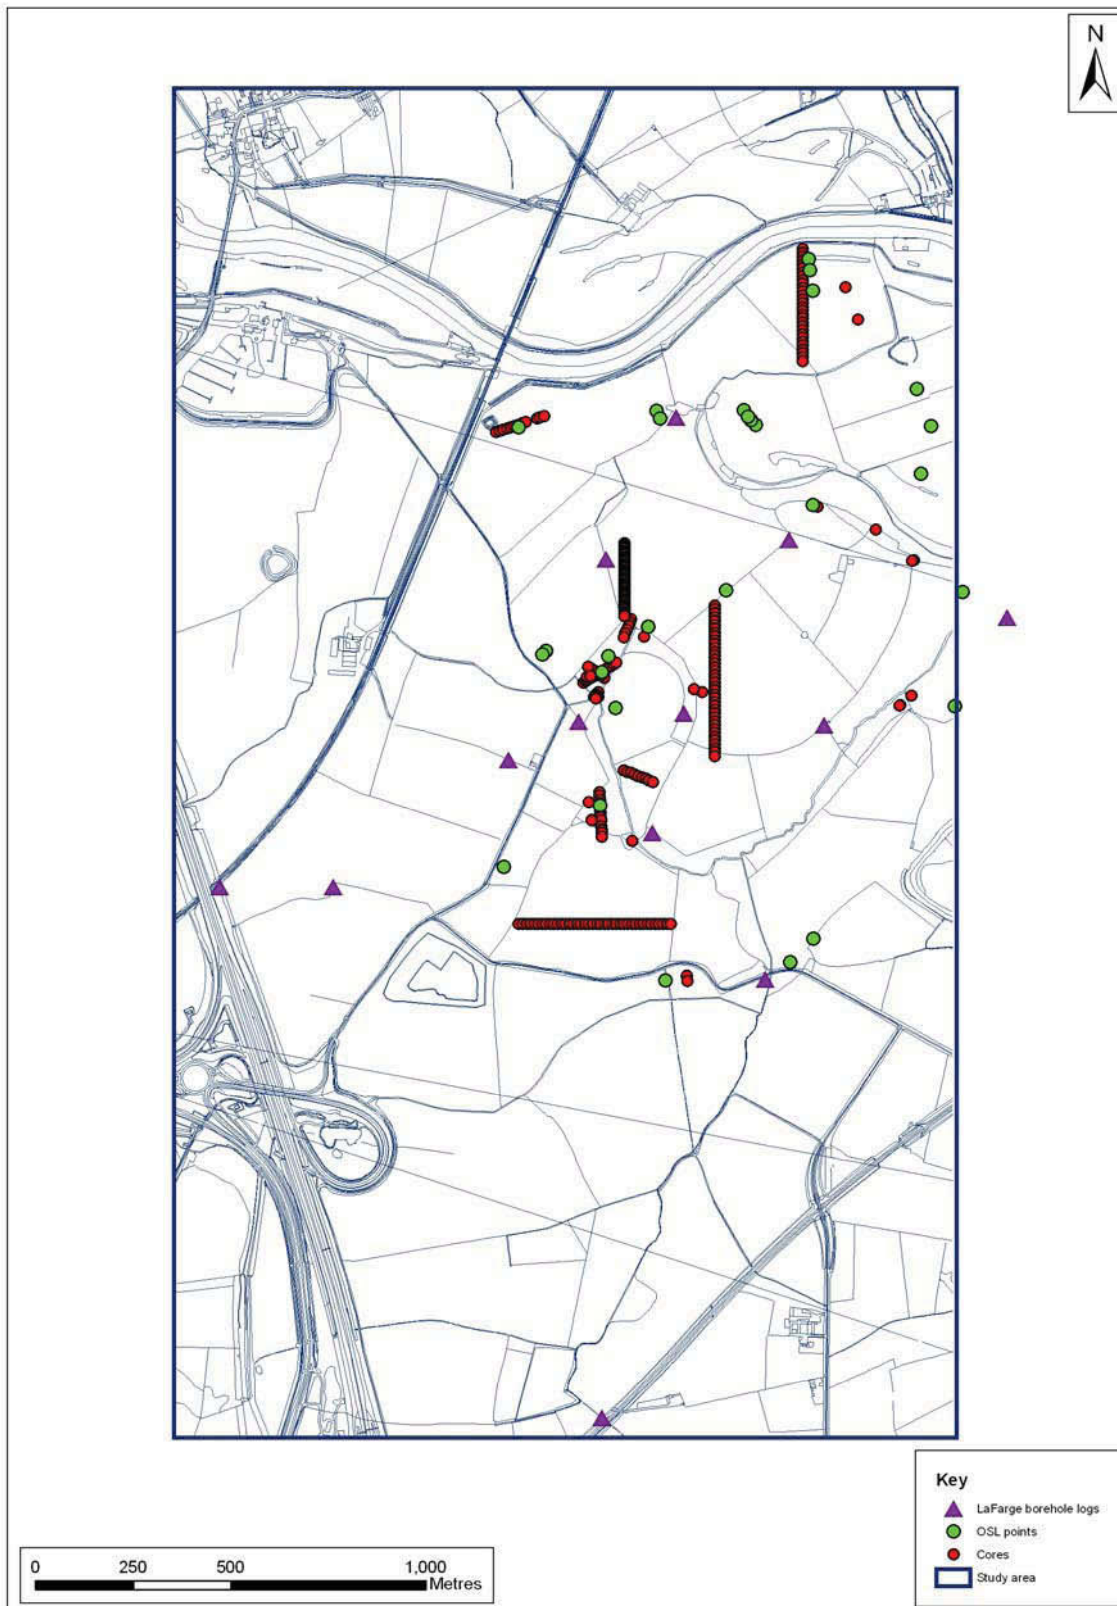 N
Key
LaFarge borehole logs
OSL points
Cores
Study area
0 250 500 1,000
Metres